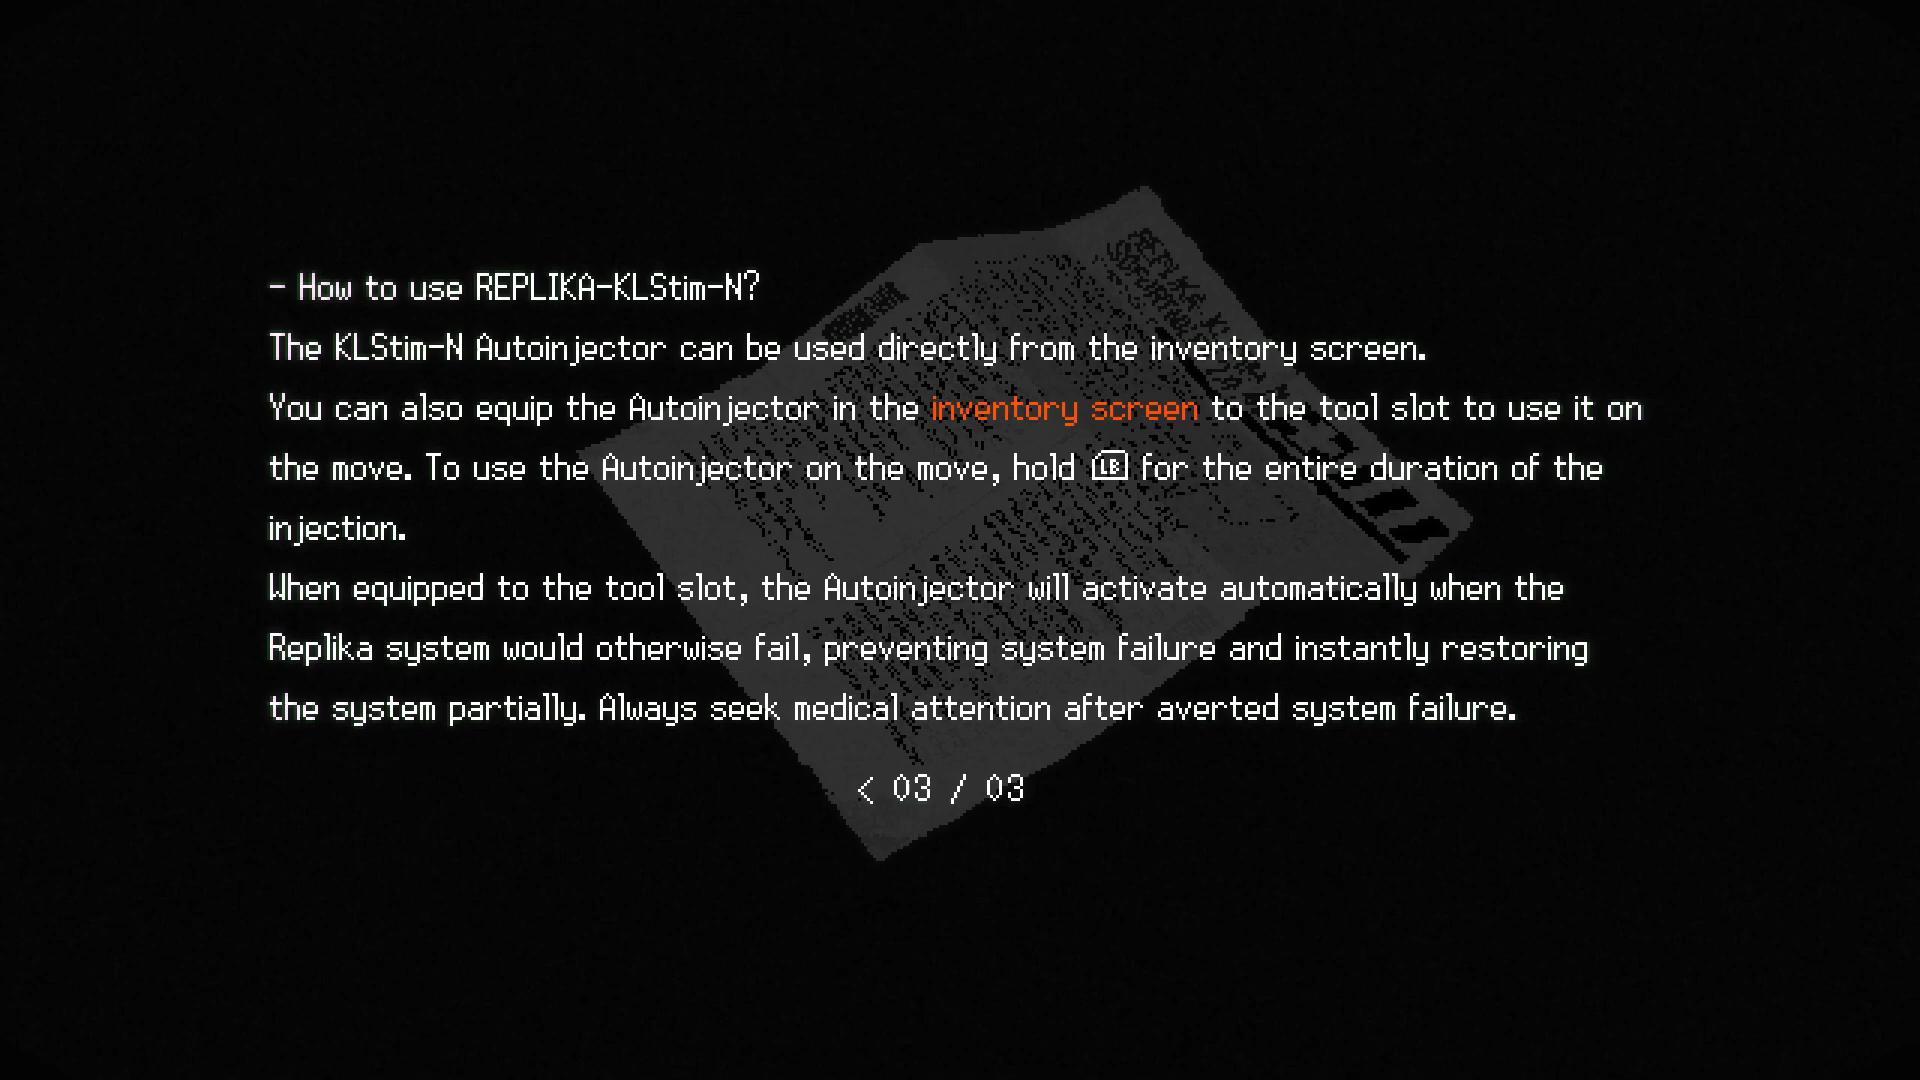 - How to use REPLIKA-KLStim-N?
The KLStim-N Autoinjector can be used directly from the inventory screen.
You can also equip the Autoinjector in the inventory screen to the tool slot to use it on
the move. To use the Autoinjector on the move, hold LB for the entire duration of the
injection.
When equipped to the tool slot, the Autoinjector will activate automatically when the
Replika system would otherwise fail, preventing system failure and instantly restoring
the system partially. Always seek medical attention after averted system failure.
< 03 / 03